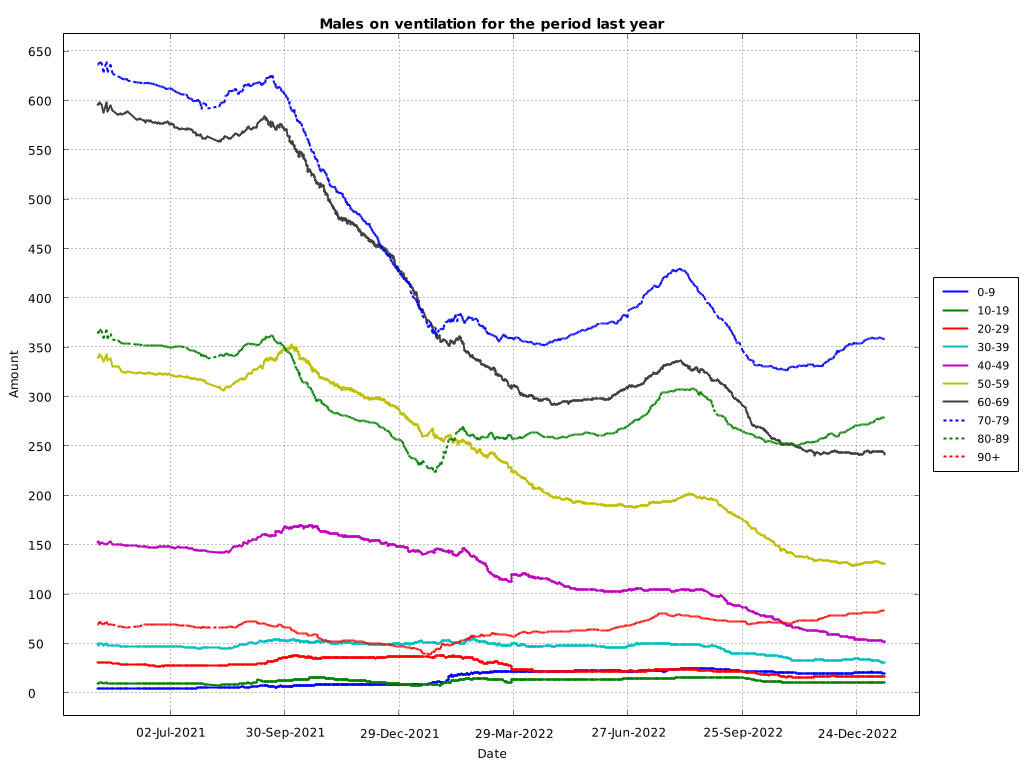 Males on ventilation for the period last year
Amount
650
600
550
500
450
400
350
300
250
200
150
100
50
0
02-Jul-2021
30-Sep-2021
29-Dec-2021
29-Mar-2022
27-Jun-2022
25-Sep-2022
24-Dec-2022
Date
0-9
10-19
20-29
30-39
40-49
50-59
60-69
70-79
80-89
90+